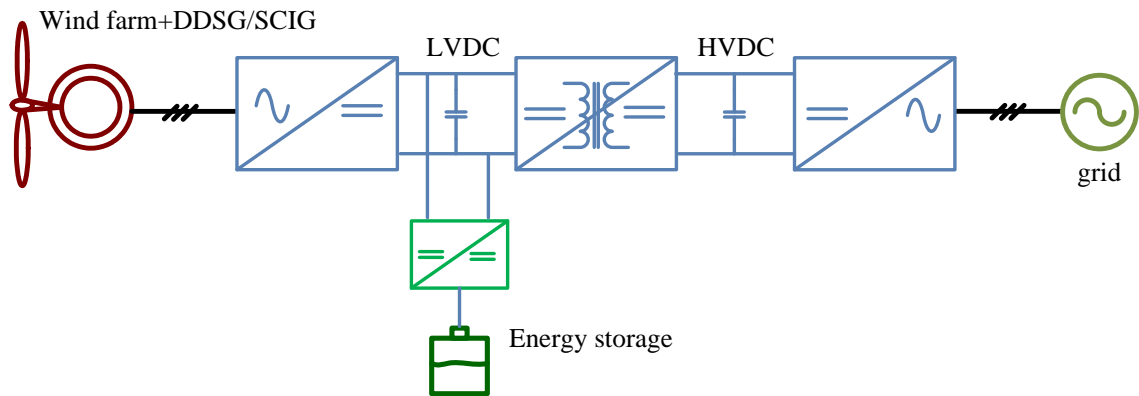 Wind farm+DDSG/SCIG
LVDC
HVDC
grid
Energy storage